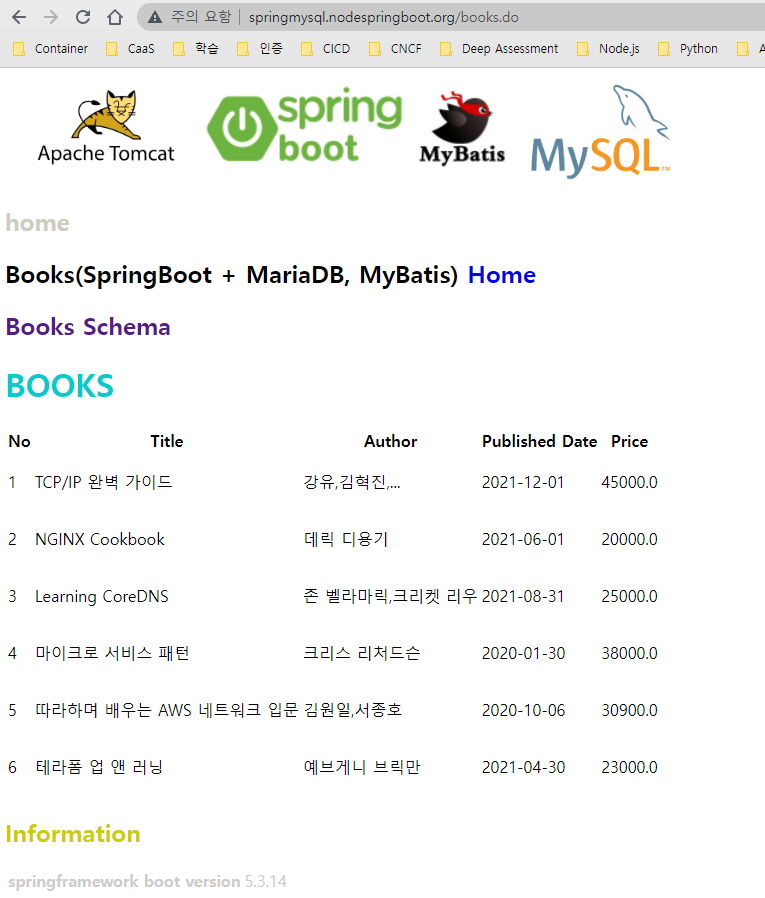 주의 요함 springmysql.nodespringboot.org/books.do
Container CaaS 학습 인증 CICD CNCF Deep Assessment Node.js Python A
Apache Tomcat spring boot MyBatis MySQL™
home
Books(SpringBoot + MariaDB, MyBatis) Home
Books Schema
BOOKS
No Title Author Published Date Price
1 TCP/IP 완벽 가이드 강유,김혁진,... 2021-12-01 45000.0
2 NGINX Cookbook 데릭 디용기 2021-06-01 20000.0
3 Learning CoreDNS 존 벨라마릭,크리켓 리우 2021-08-31 25000.0
4 마이크로 서비스 패턴 크리스 리처드슨 2020-01-30 38000.0
5 따라하며 배우는 AWS 네트워크 입문 김원일,서종호 2020-10-06 30900.0
6 테라폼 업 앤 러닝 예브게니 브릭만 2021-04-30 23000.0
Information
springframework boot version 5.3.14